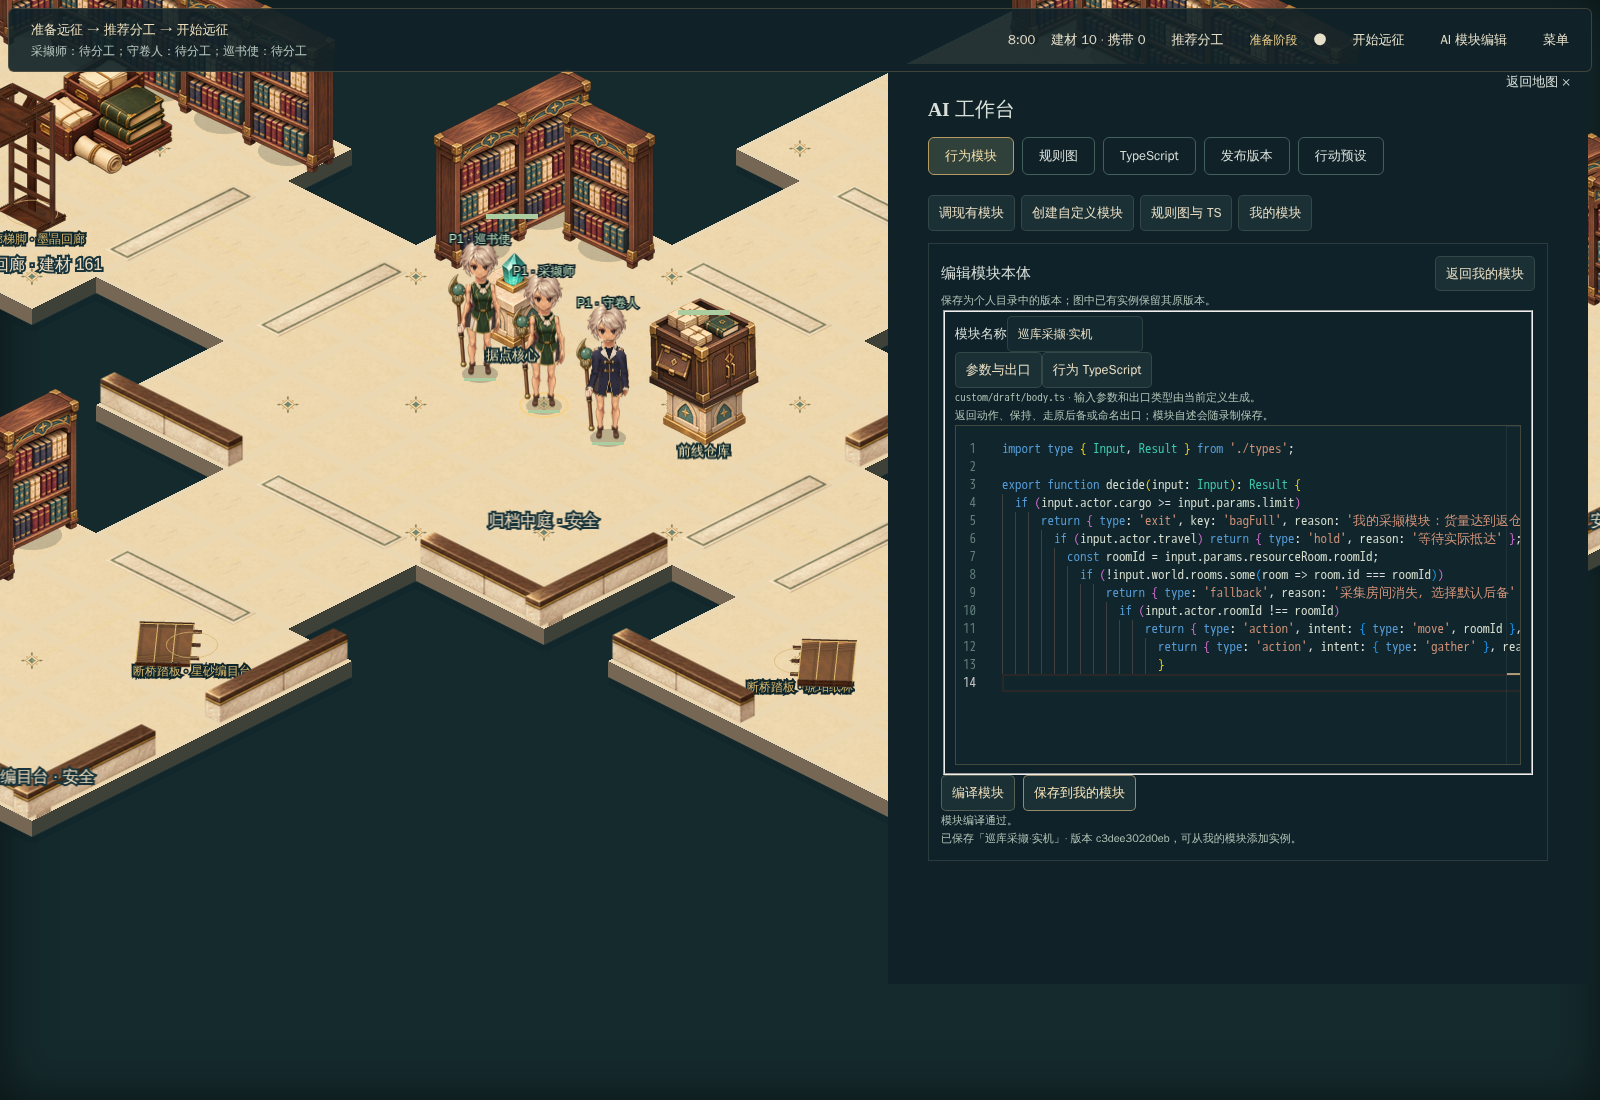 准备远征 → 推荐分工 → 开始远征
采撷师：待分工；守卷人：待分工；巡书使：待分工
8:00 建材 10 · 携带 0 推荐分工 准备阶段 开始远征 AI 模块编辑 菜单
返回地图 ×
AI 工作台
行为模块 规则图 TypeScript 发布版本 行动预设
调现有模块 创建自定义模块 规则图与 TS 我的模块
编辑模块本体 返回我的模块
保存为个人目录中的版本；图中已有实例保留其原版本。
模块名称 巡库采撷·实机
参数与出口 行为 TypeScript
custom/draft/body.ts · 输入参数和出口类型由当前定义生成。
返回动作、保持、走原后备或命名出口；模块自述会随录制保存。
1 import type { Input, Result } from './types';
2
3 export function decide(input: Input): Result {
4 if (input.actor.cargo >= input.params.limit)
5 return { type: 'exit', key: 'bagFull', reason: '我的采撷模块：货量达到返仓
6 if (input.actor.travel) return { type: 'hold', reason: '等待实际抵达' };
7 const roomId = input.params.resourceRoom.roomId;
8 if (!input.world.rooms.some(room => room.id === roomId))
9 return { type: 'fallback', reason: '采集房间消失, 选择默认后备'
10 if (input.actor.roomId !== roomId)
11 return { type: 'action', intent: { type: 'move', roomId },
12 return { type: 'action', intent: { type: 'gather' }, rea
13 }
14
编译模块 保存到我的模块
模块编译通过。
已保存「巡库采撷·实机」· 版本 c3dee302d0eb，可从我的模块添加实例。
梯脚 · 墨晶回廊
回廊 · 建材 161
P1 · 巡书使
P1 · 采撷师
P1 · 守卷人
据点核心
前线仓库
归档中庭 · 安全
断桥踏板 · 星砂编目台
断桥踏板
编目台 · 安全